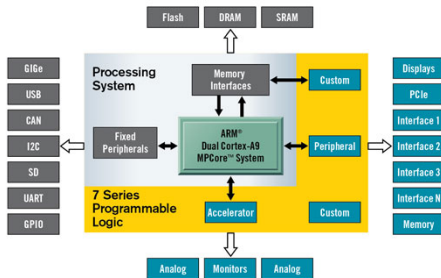 Flash
DRAM
SRAM
GIGe
USB
CAN
I2C
SD
UART
GPIO
Processing
System
Memory
Interfaces
Custom
Fixed
Peripherals
ARM®
Dual Cortex-A9
MPCore™ System
Peripheral
7 Series
Programmable
Logic
Accelerator
Custom
Displays
PCIe
Interface 1
Interface 2
Interface 3
Interface N
Memory
Analog
Monitors
Analog